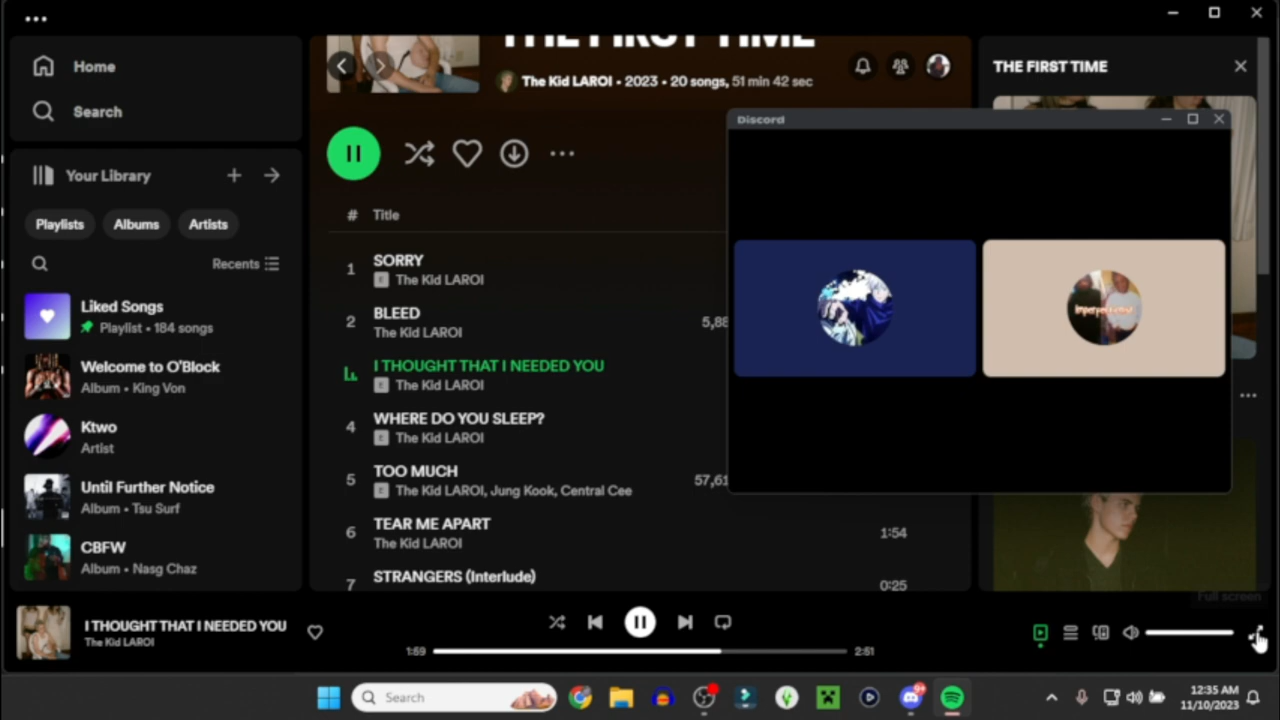 Home
Search
Your Library
Playlists
Albums
Artists
Recents
Liked Songs
Playlist • 184 songs
Welcome to O'Block
Album • King Von
Ktwo
Artist
Until Further Notice
Album • Tsu Surf
CBFW
Album • Nasg Chaz
THE FIRST TIME
The Kid LAROI • 2023 • 20 songs, 51 min 42 sec
# Title
1 SORRY
E The Kid LAROI
2 BLEED 5,88
The Kid LAROI
I THOUGHT THAT I NEEDED YOU
E The Kid LAROI
4 WHERE DO YOU SLEEP?
E The Kid LAROI
5 TOO MUCH 57,61
E The Kid LAROI, Jung Kook, Central Cee
6 TEAR ME APART 1:54
The Kid LAROI
7 STRANGERS (Interlude) 0:25
THE FIRST TIME
Discord
Full screen
I THOUGHT THAT I NEEDED YOU
The Kid LAROI
1:59
2:51
Search
12:35 AM
11/10/2023